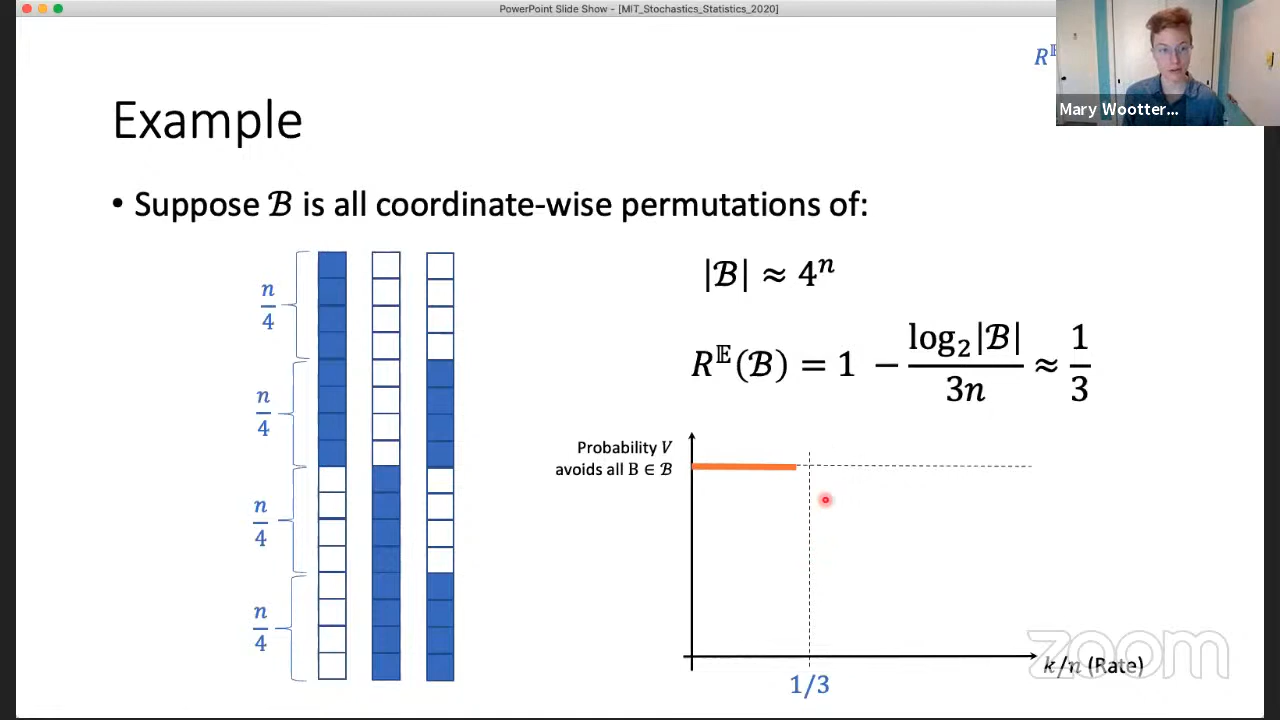 PowerPoint Slide Show - [MIT_Stochastics_Statistics_2020]
R^𝔼
Mary Wootter...
Example
• Suppose ℬ is all coordinate-wise permutations of:
n/4
n/4
n/4
n/4
|ℬ| ≈ 4ⁿ
R^𝔼(ℬ) = 1 − log₂|ℬ| / 3n ≈ 1/3
Probability V
avoids all B ∈ ℬ
1/3
k/n (Rate)
zoom